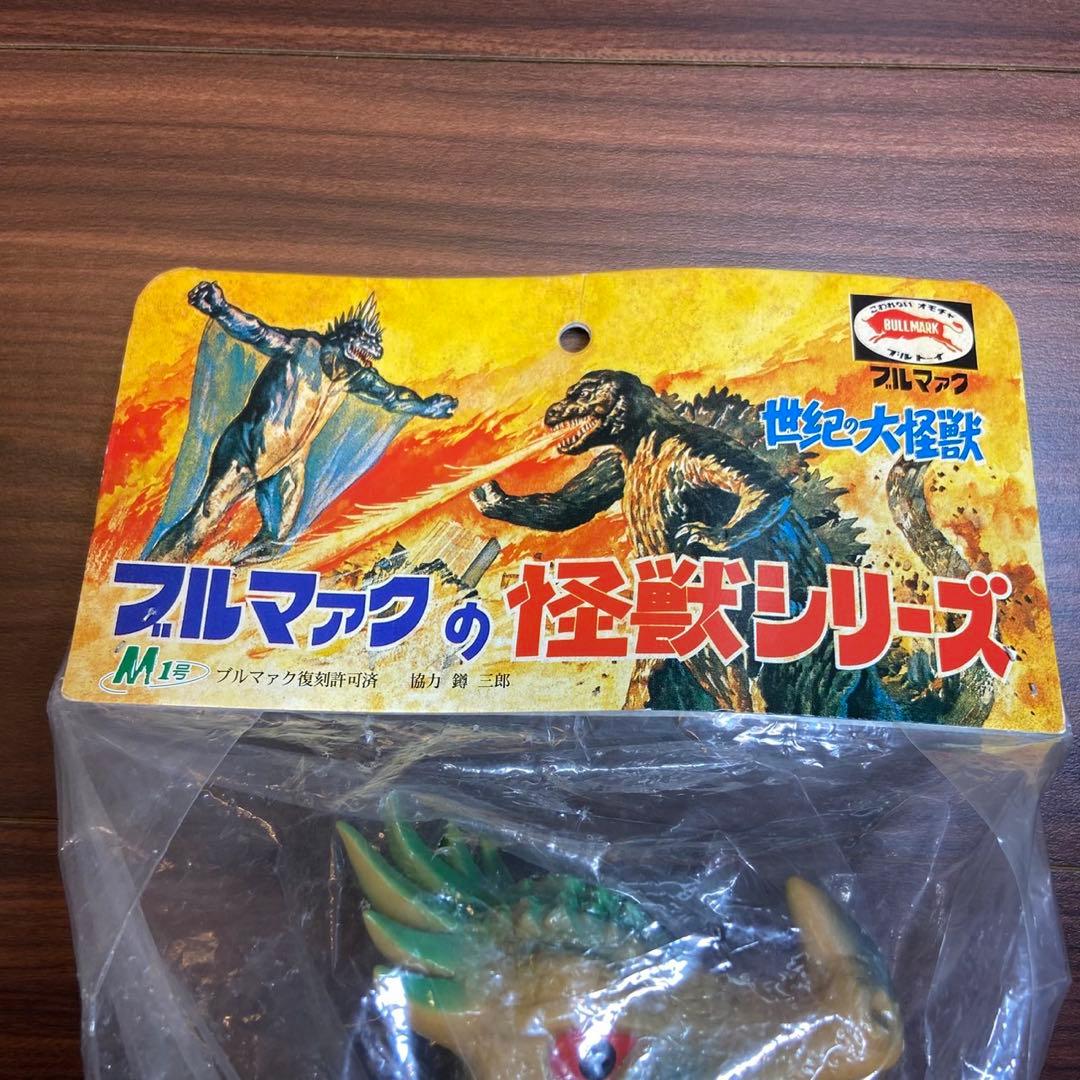 こわれない オモチャ
BULLMARK
ブルトーイ
ブルマァク
世紀の大怪獣
ブルマァクの怪獣シリーズ
M1号 ブルマァク復刻許可済 協力 鐏 三郎